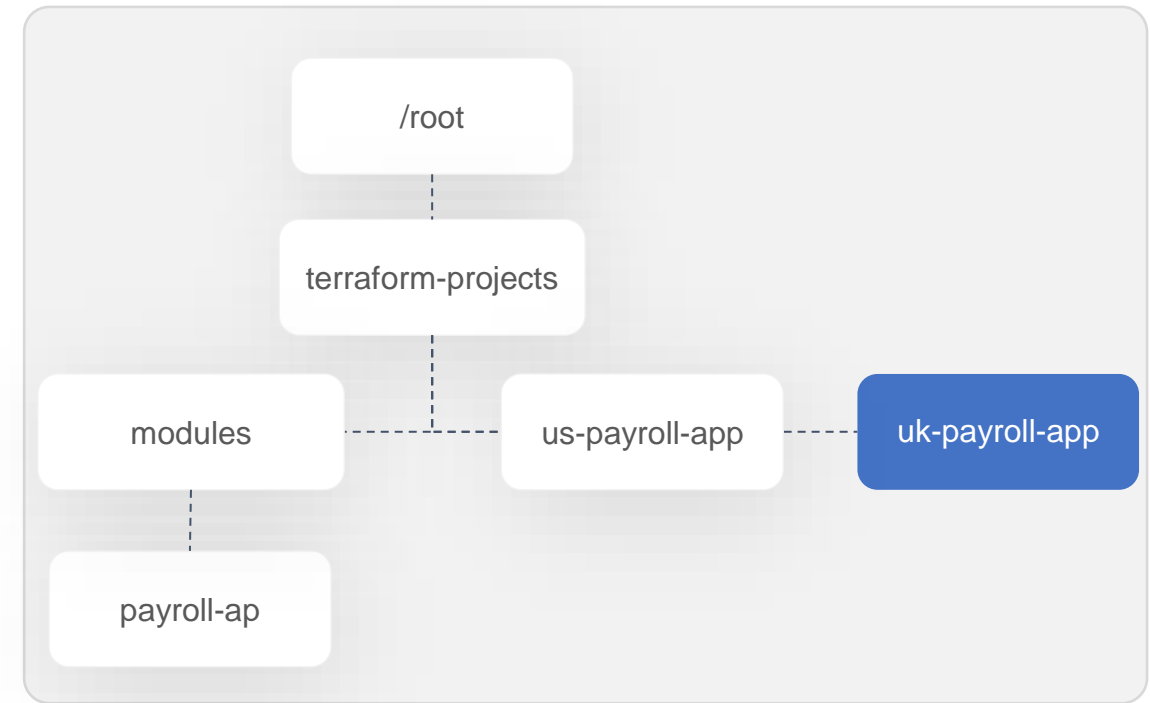 /root
terraform-projects
modules
us-payroll-app
uk-payroll-app
payroll-ap